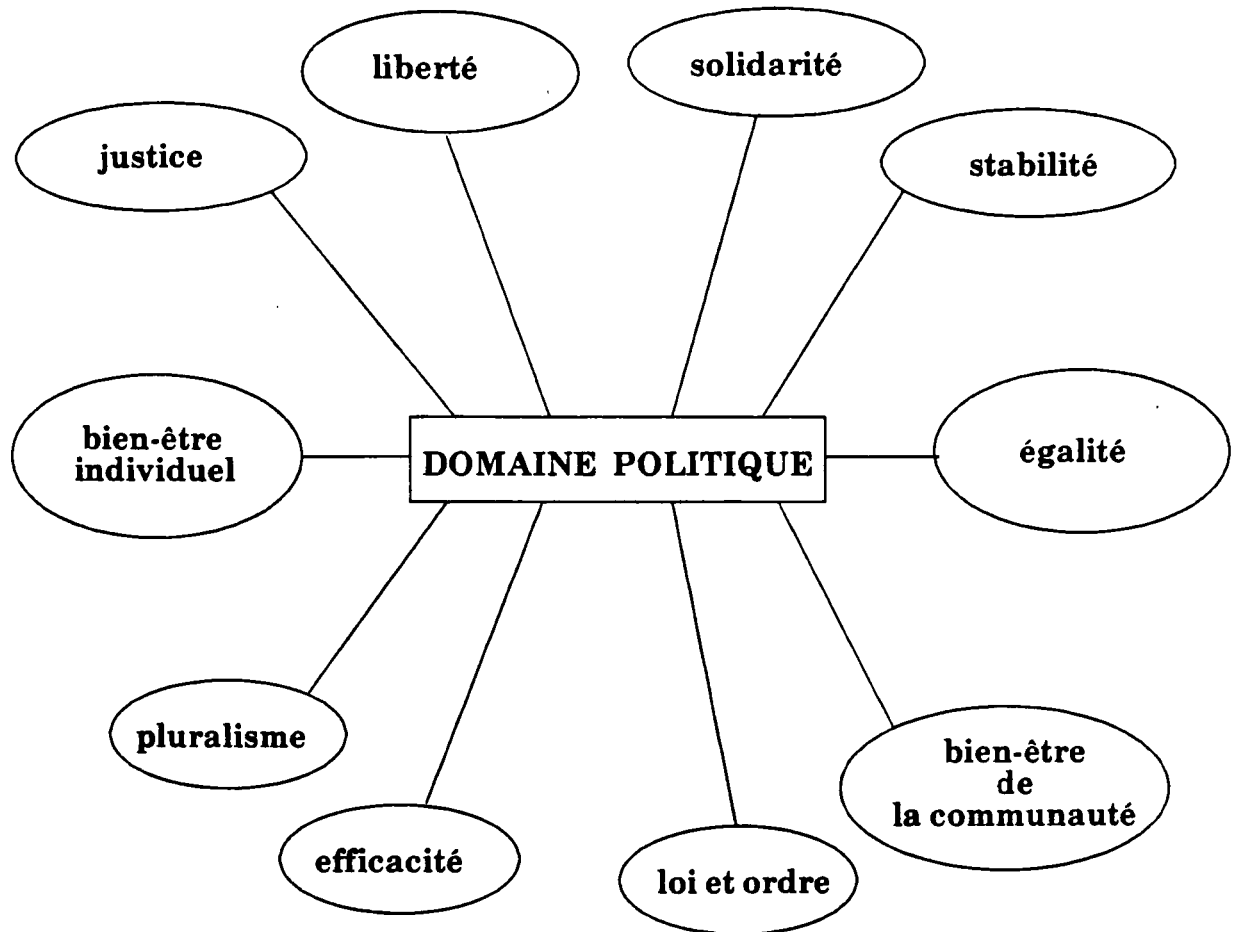 liberté
solidarité
justice
stabilité
bien-être
individuel
DOMAINE POLITIQUE
égalité
pluralisme
bien-être
de
la communauté
efficacité
loi et ordre